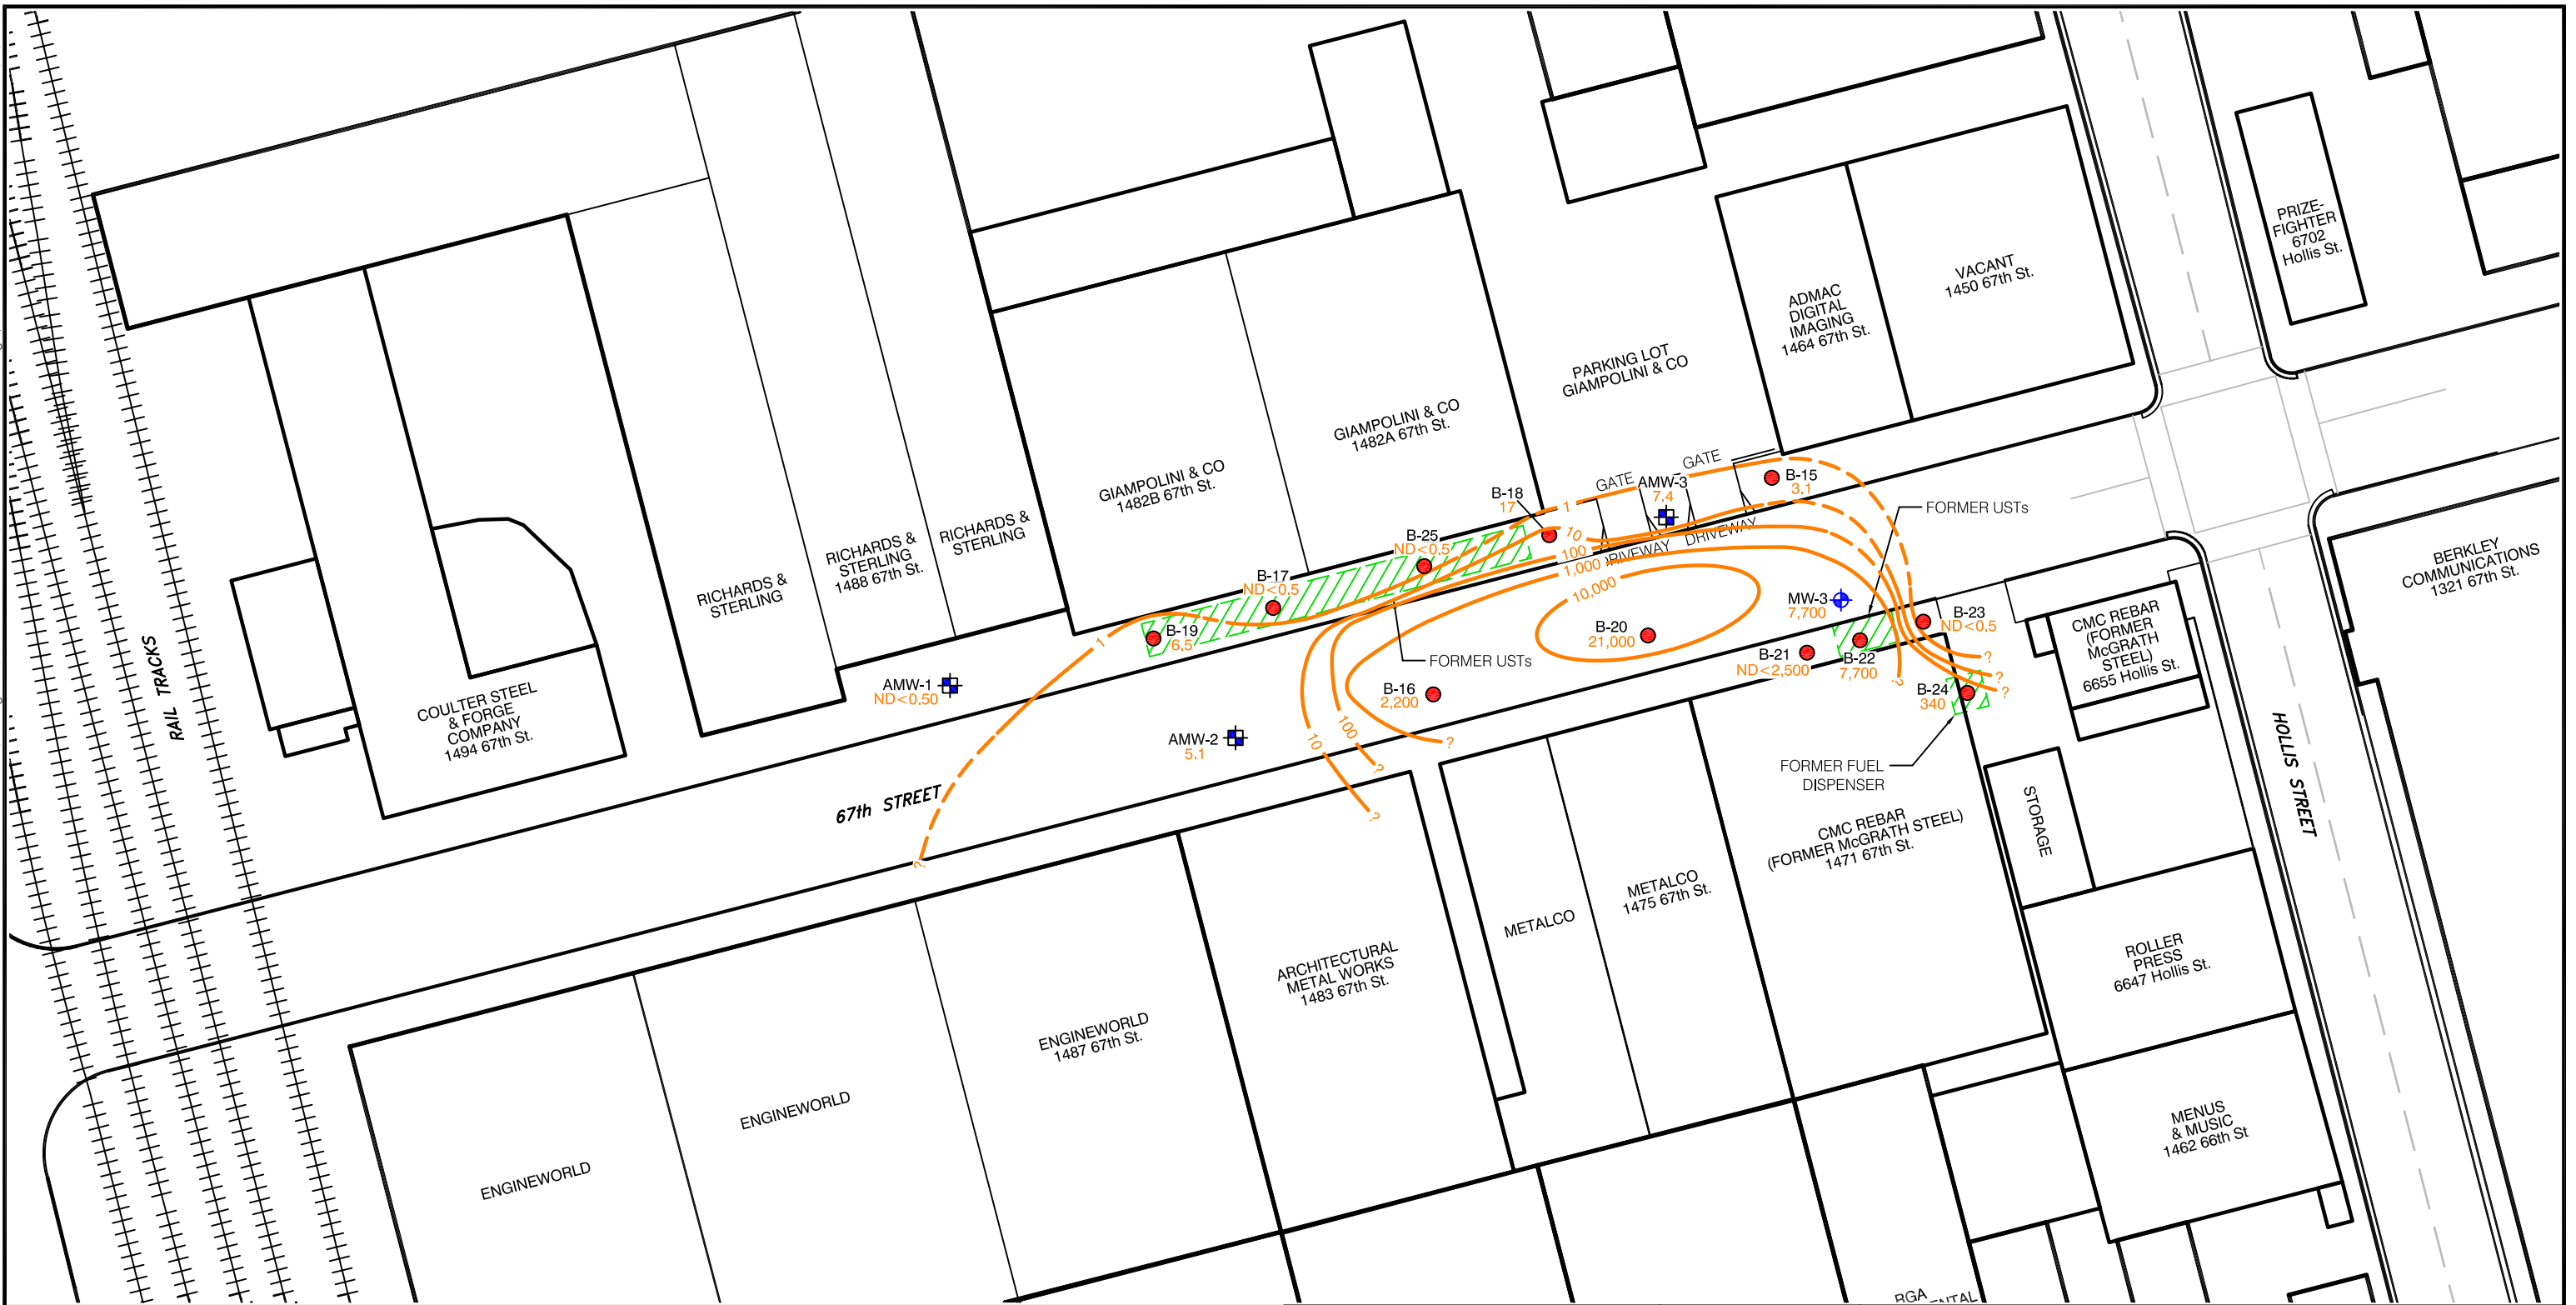 PRIZE-
FIGHTER
6702
Hollis St.
VACANT
1450 67th St.
ADMAC
DIGITAL
IMAGING
1464 67th St.
PARKING LOT
GIAMPOLINI & CO
GIAMPOLINI & CO
1482A 67th St.
GIAMPOLINI & CO
1482B 67th St.
RICHARDS &
STERLING
RICHARDS &
STERLING
1488 67th St.
RICHARDS &
STERLING
COULTER STEEL
& FORGE
COMPANY
1494 67th St.
RAIL TRACKS
GATE
GATE
AMW-3
7.4
B-15
3.1
B-18
17
1
10
100
1,000
10,000
DRIVEWAY
DRIVEWAY
FORMER USTs
B-25
ND<0.5
B-17
ND<0.5
B-19
6.5
1
MW-3
7,700
B-23
ND<0.5
B-20
21,000
B-21
ND<2,500
B-22
7,700
B-24
340
?
?
?
?
FORMER USTs
B-16
2,200
AMW-1
ND<0.50
AMW-2
5.1
10
100
?
?
?
?
67th STREET
FORMER FUEL
DISPENSER
CMC REBAR
(FORMER
McGRATH
STEEL)
6655 Hollis St.
BERKLEY
COMMUNICATIONS
1321 67th St.
HOLLIS STREET
STORAGE
CMC REBAR
(FORMER McGRATH STEEL)
1471 67th St.
METALCO
1475 67th St.
METALCO
ARCHITECTURAL
METAL WORKS
1483 67th St.
ENGINEWORLD
1487 67th St.
ENGINEWORLD
ENGINEWORLD
ROLLER
PRESS
6647 Hollis St.
MENUS
& MUSIC
1462 66th St
RGA